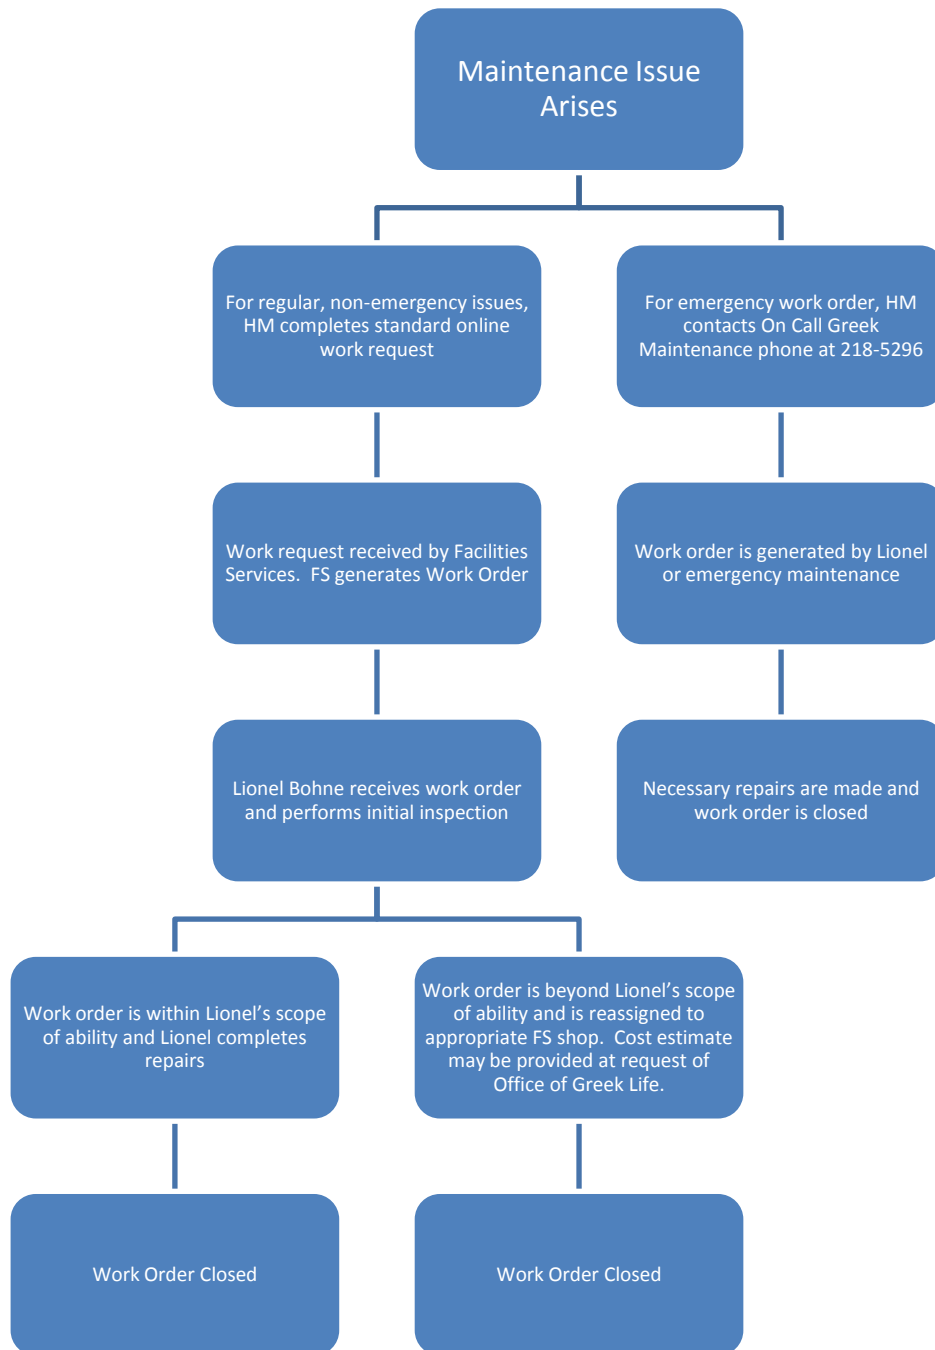 Maintenance Issue
Arises
For regular, non-emergency issues,
HM completes standard online
work request
For emergency work order, HM
contacts On Call Greek
Maintenance phone at 218-5296
Work request received by Facilities
Services.  FS generates Work Order
Work order is generated by Lionel
or emergency maintenance
Lionel Bohne receives work order
and performs initial inspection
Necessary repairs are made and
work order is closed
Work order is within Lionel’s scope
of ability and Lionel completes
repairs
Work order is beyond Lionel’s scope
of ability and is reassigned to
appropriate FS shop.  Cost estimate
may be provided at request of
Office of Greek Life.
Work Order Closed
Work Order Closed